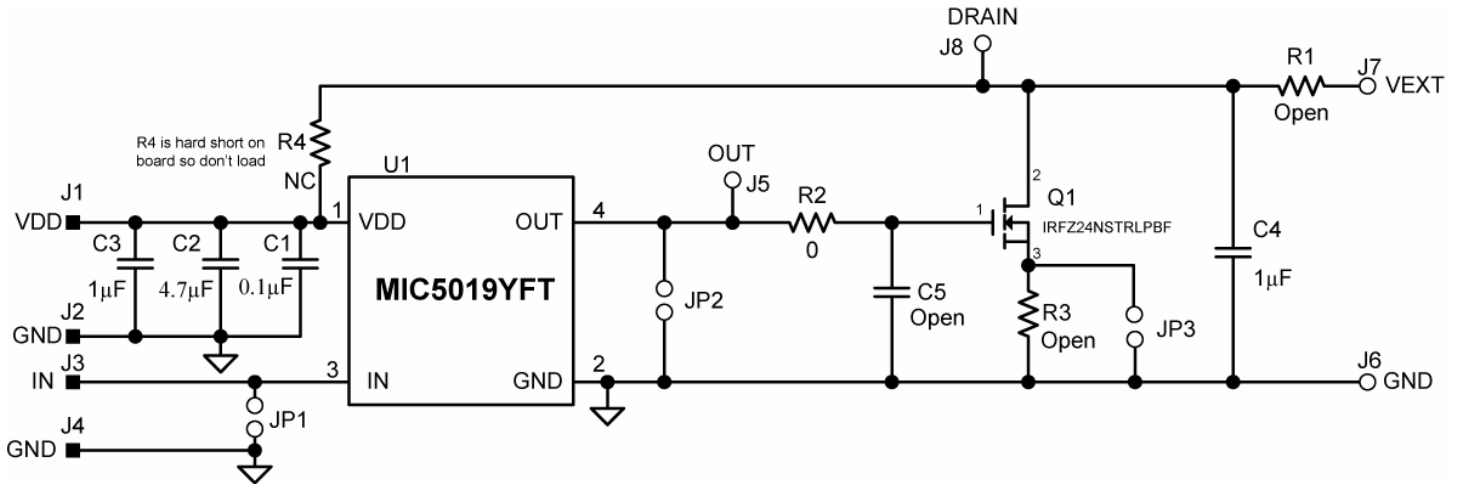 DRAIN
J8
R1
J7
VEXT
Open
R4 is hard short on
board so don't load
R4
NC
U1
OUT
J5
R2
0
2
Q1
1
IRFZ24NSTRLPBF
3
C4
1µF
J1
VDD
1
VDD
OUT
4
C3
C2
C1
1µF
4.7µF
0.1µF
MIC5019YFT
JP2
C5
Open
R3
Open
JP3
J2
GND
J3
IN
3
IN
GND
2
J6
GND
JP1
J4
GND